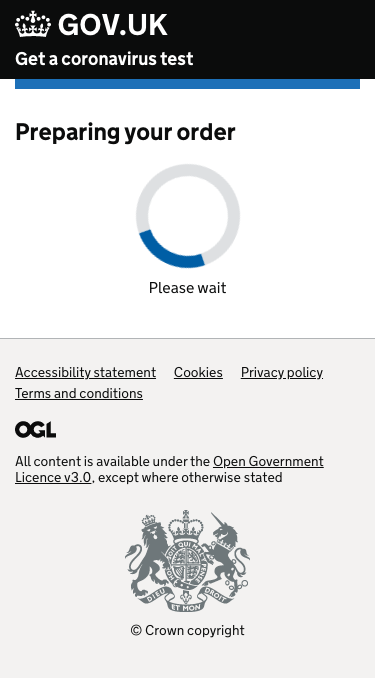 GOV.UK
Get a coronavirus test
Preparing your order
Please wait
Accessibility statement Cookies Privacy policy
Terms and conditions
OGL
All content is available under the Open Government
Licence v3.0, except where otherwise stated
DIEU ET MON DROIT
© Crown copyright